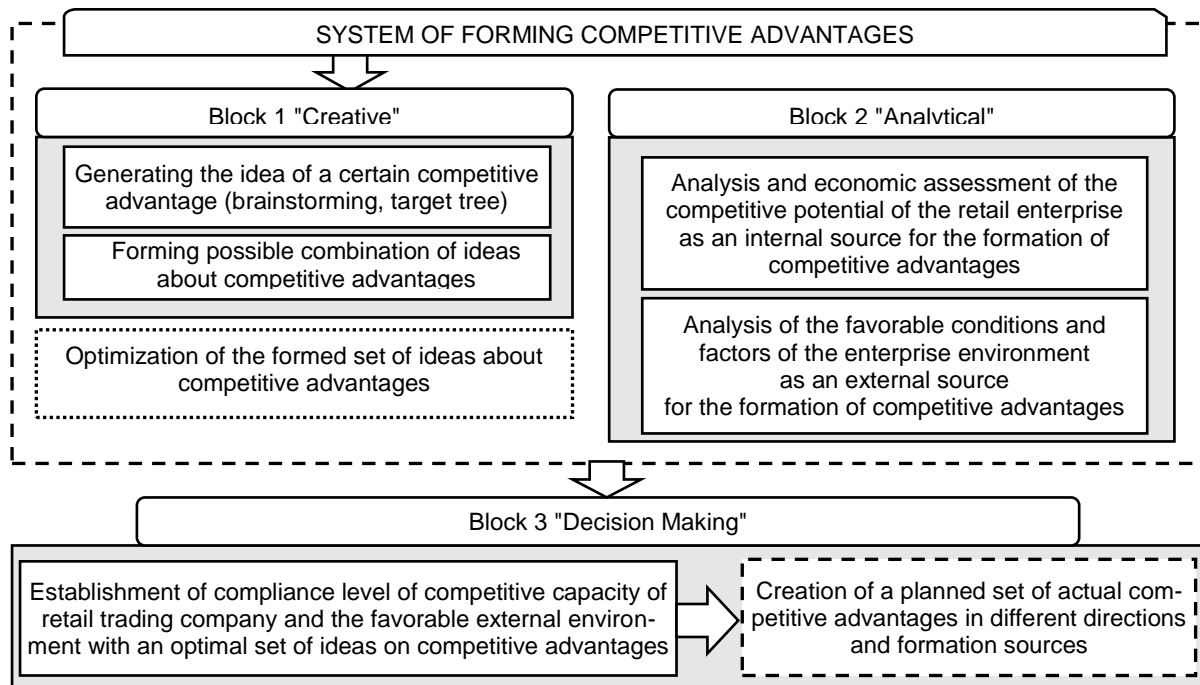 SYSTEM OF FORMING COMPETITIVE ADVANTAGES
Block 1 "Creative"
Generating the idea of a certain competitive
advantage (brainstorming, target tree)
Forming possible combination of ideas
about competitive advantages
Optimization of the formed set of ideas about
competitive advantages
Block 2 "Analytical"
Analysis and economic assessment of the
competitive potential of the retail enterprise
as an internal source for the formation of
competitive advantages
Analysis of the favorable conditions and
factors of the enterprise environment
as an external source
for the formation of competitive advantages
Block 3 "Decision Making"
Establishment of compliance level of competitive capacity of
retail trading company and the favorable external environ-
ment with an optimal set of ideas on competitive advantages
Creation of a planned set of actual com-
petitive advantages in different directions
and formation sources